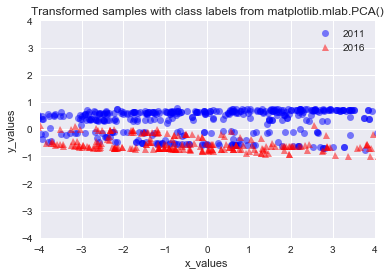 Transformed samples with class labels from matplotlib.mlab.PCA()
4
3
2
1
0
−1
−2
−3
−4
y_values
2011
2016
−4 −3 −2 −1 0 1 2 3 4
x_values